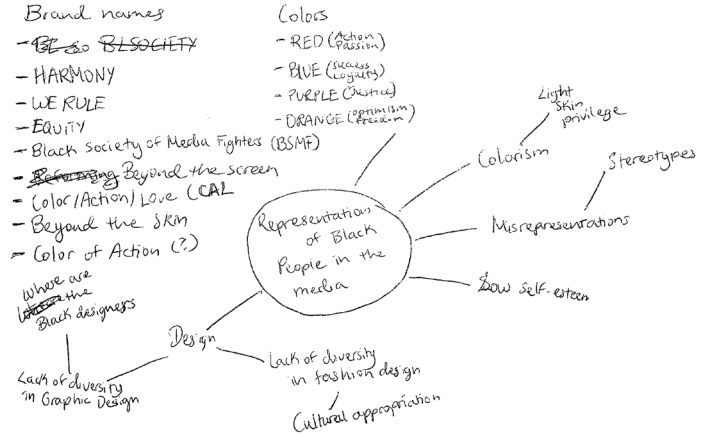 Brand names
- BL So BLSOCIETY
- HARMONY
- WE RULE
- EQUITY
- Black Society of Media Fighters (BSMF)
- Reforming Beyond the screen
- Color/Action/Love (CAL
- Beyond the Skin
- Color of Action (?)
Colors
- RED (Action
Passion)
- BLUE (Success
Loyalty)
- PURPLE (Justice)
- ORANGE (optimism
freedom)
Representation
of Black
People in the
media
Colorism
Light
Skin
privilege
Misrepresentations
Stereotypes
Low self-esteem
Design
Lack of diversity
in Graphic Design
Where are
the
Black designers
Lack of diversity
in fashion design
Cultural appropriation